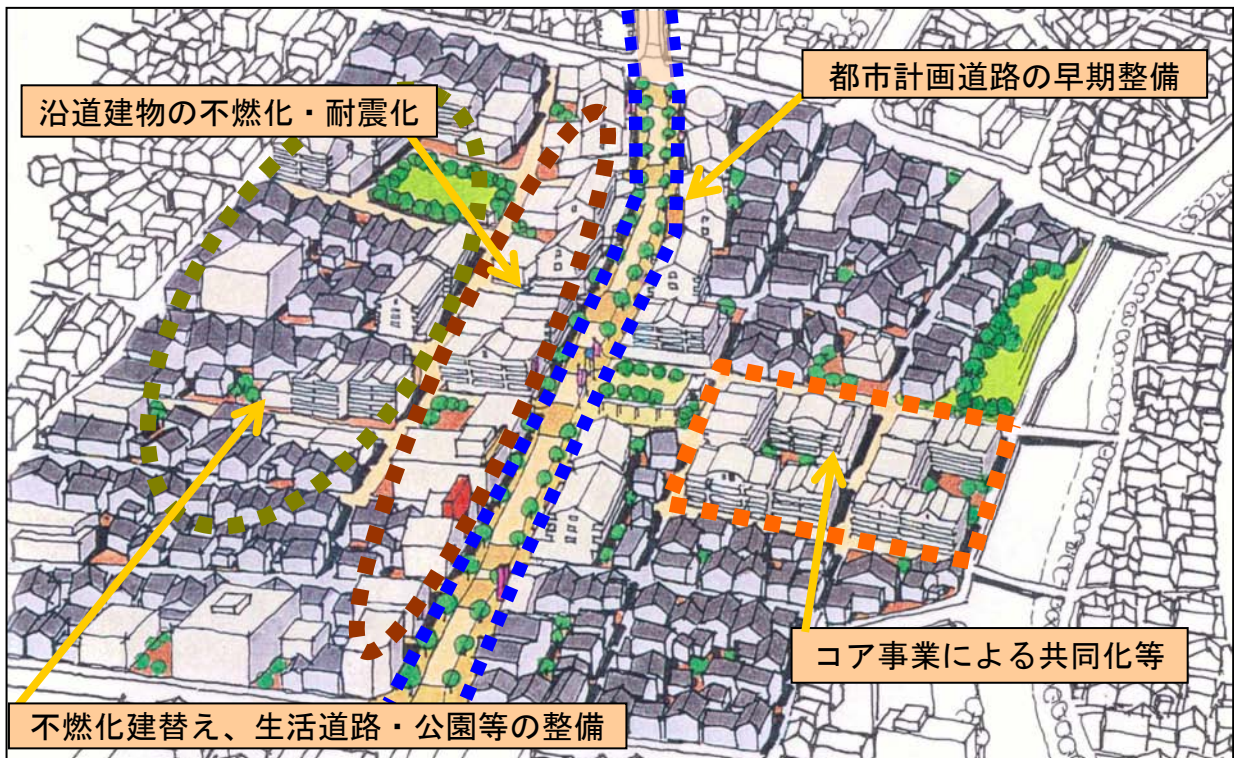 都市計画道路の早期整備
沿道建物の不燃化・耐震化
コア事業による共同化等
不燃化建替え、生活道路・公園等の整備